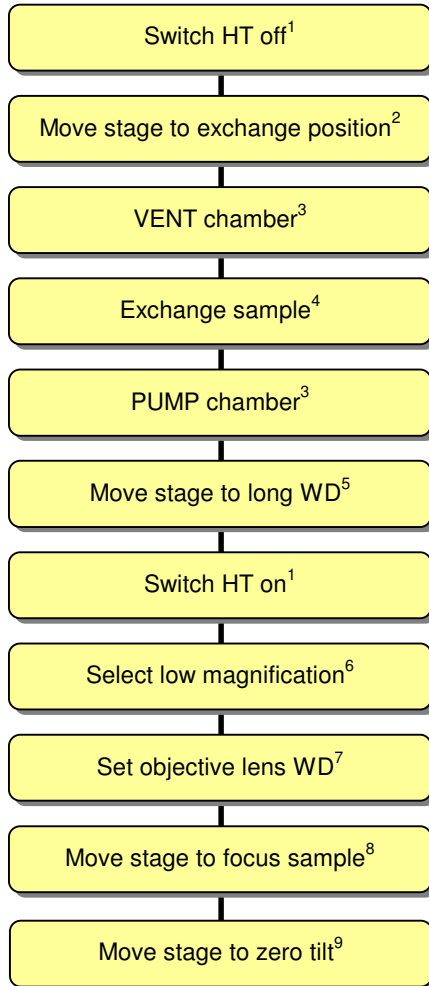 Switch HT off¹
Move stage to exchange position²
VENT chamber³
Exchange sample⁴
PUMP chamber³
Move stage to long WD⁵
Switch HT on¹
Select low magnification⁶
Set objective lens WD⁷
Move stage to focus sample⁸
Move stage to zero tilt⁹